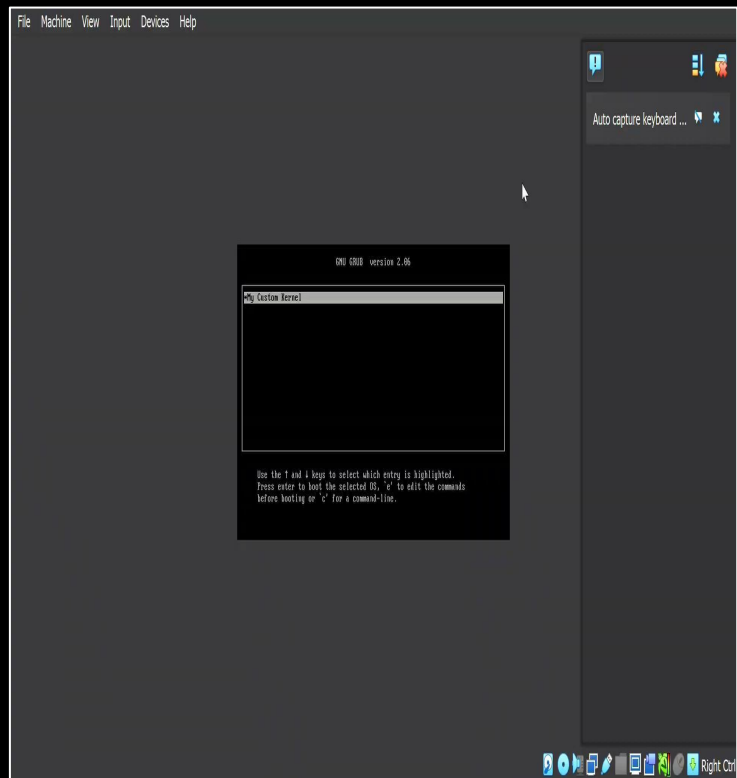 File Machine View Input Devices Help
Auto capture keyboard ...
GNU GRUB version 2.06
*My Custom Kernel
Use the ↑ and ↓ keys to select which entry is highlighted.
Press enter to boot the selected OS, `e' to edit the commands
before booting or `c' for a command-line.
Right Ctrl